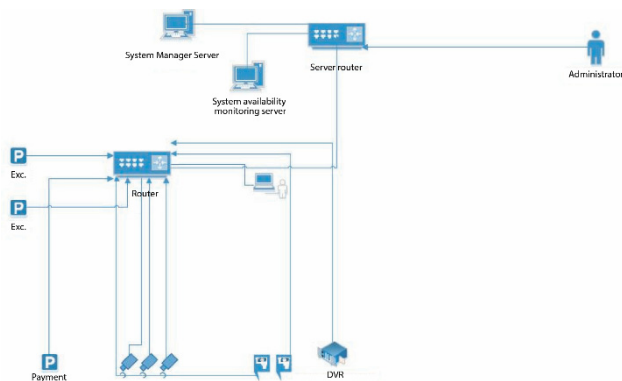 System Manager Server
Server router
Administrator
System availability
monitoring server
P
Exc.
Router
P
Exc.
P
Payment
DVR